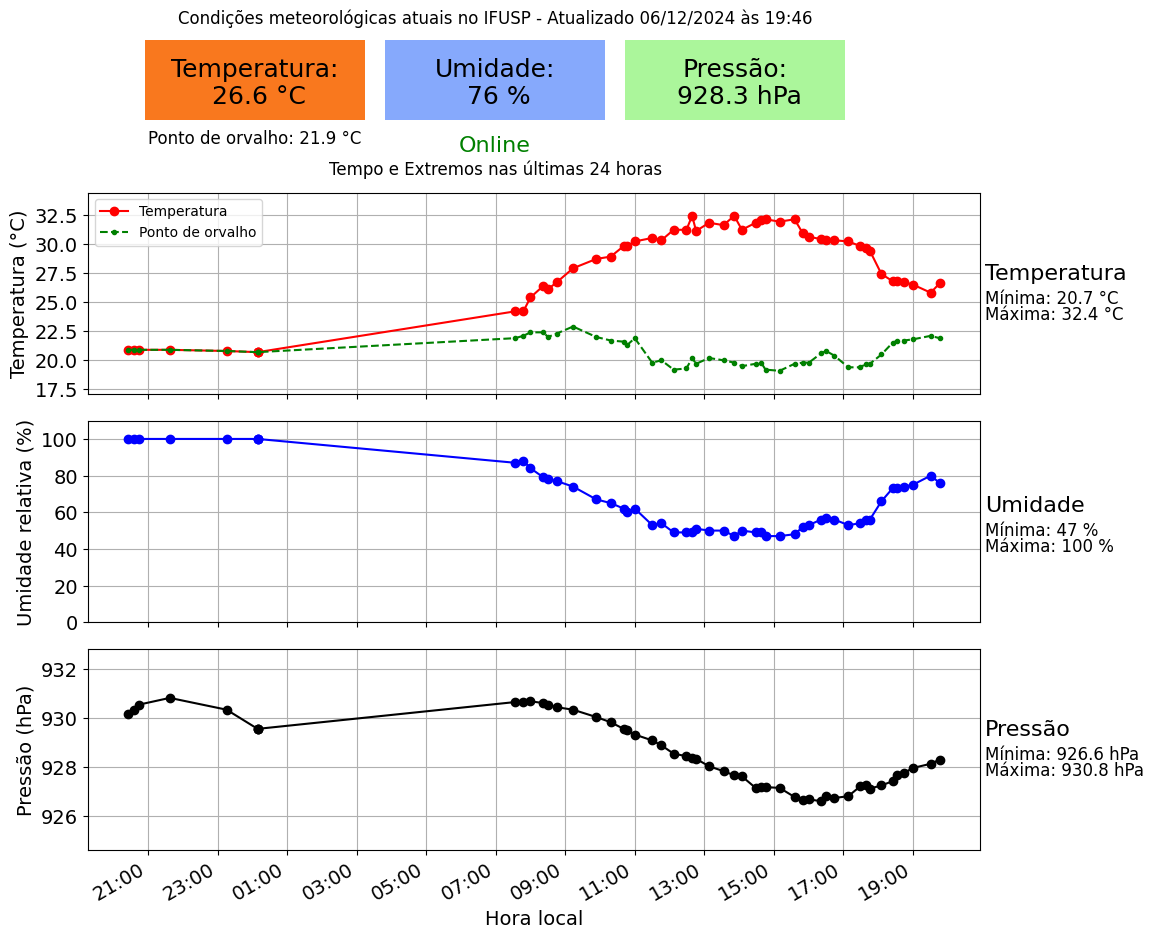 Condições meteorológicas atuais no IFUSP - Atualizado 06/12/2024 às 19:46
Temperatura:
26.6 °C
Umidade:
76 %
Pressão:
928.3 hPa
Ponto de orvalho: 21.9 °C
Online
Tempo e Extremos nas últimas 24 horas
Temperatura (°C)
32.5
30.0
27.5
25.0
22.5
20.0
17.5
Temperatura
Ponto de orvalho
Temperatura
Mínima: 20.7 °C
Máxima: 32.4 °C
Umidade relativa (%)
100
80
60
40
20
0
Umidade
Mínima: 47 %
Máxima: 100 %
Pressão (hPa)
932
930
928
926
Pressão
Mínima: 926.6 hPa
Máxima: 930.8 hPa
21:00 23:00 01:00 03:00 05:00 07:00 09:00 11:00 13:00 15:00 17:00 19:00
Hora local